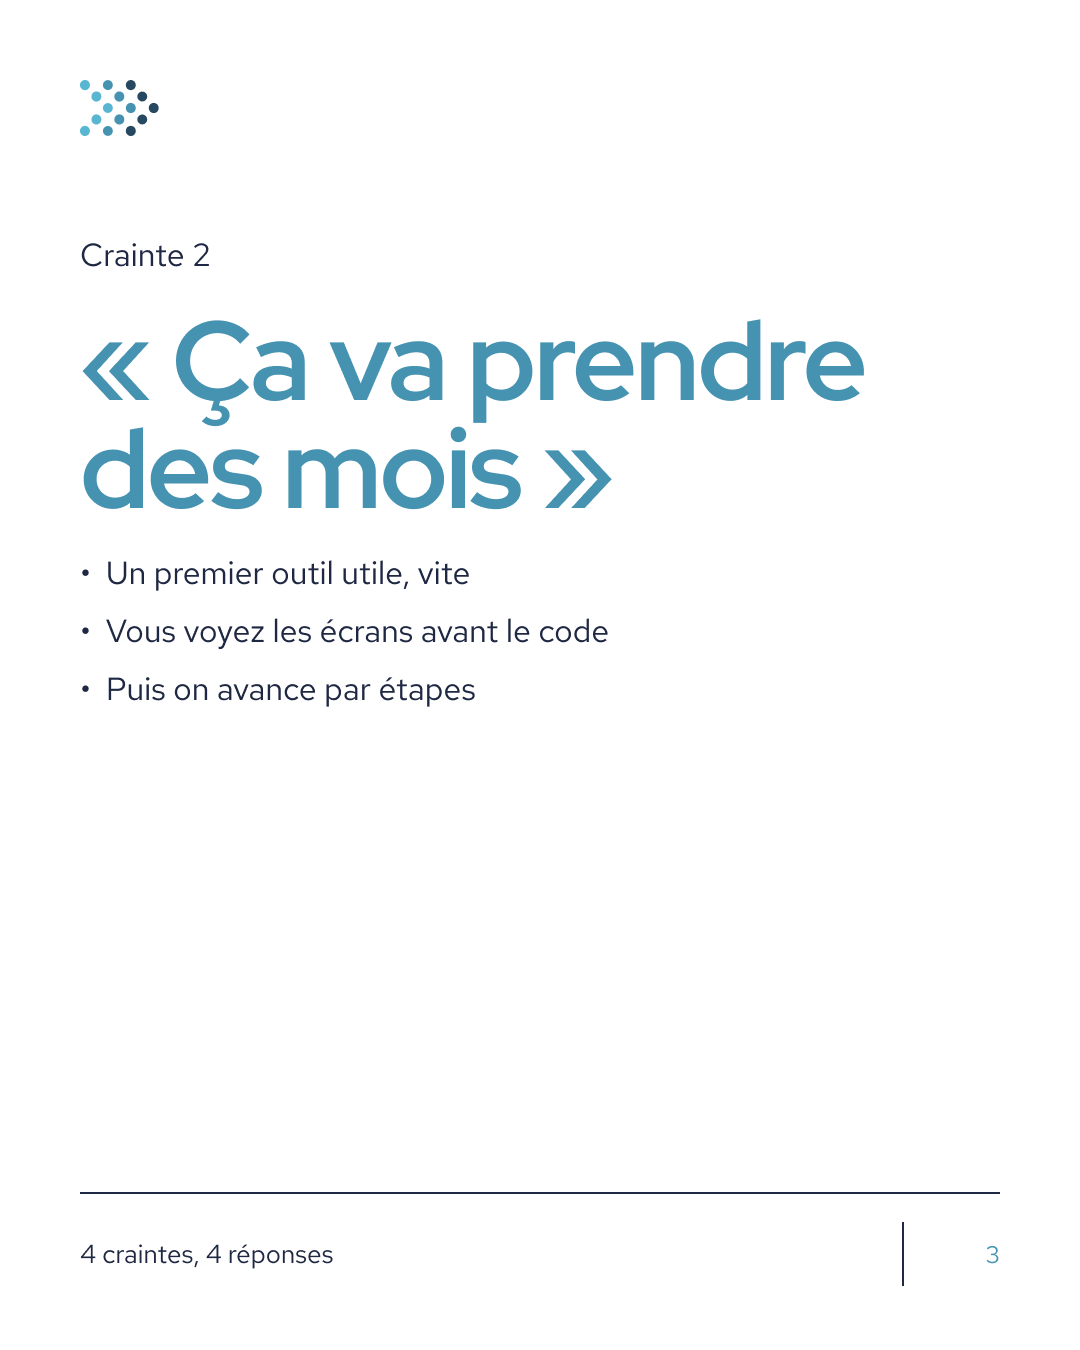 Crainte 2
« Ça va prendre
des mois »
• Un premier outil utile, vite
• Vous voyez les écrans avant le code
• Puis on avance par étapes
4 craintes, 4 réponses
3